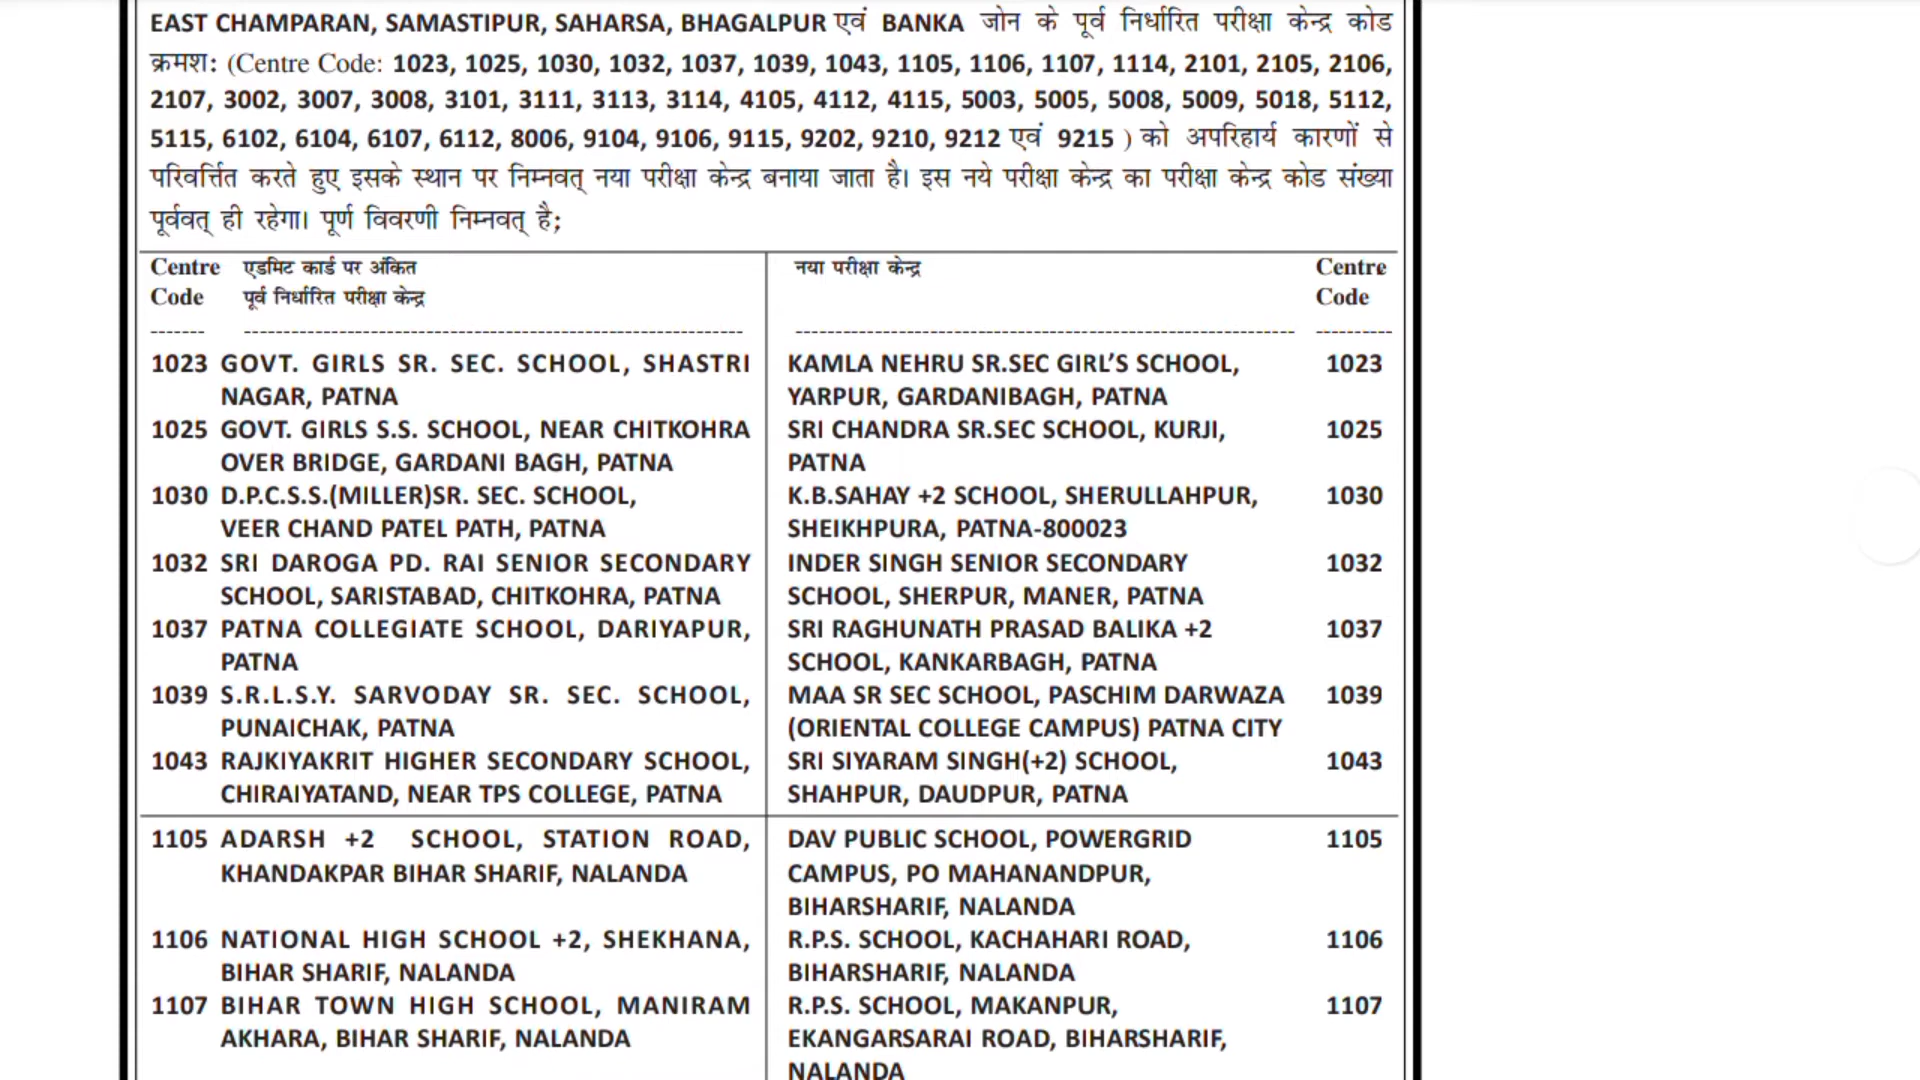 EAST CHAMPARAN, SAMASTIPUR, SAHARSA, BHAGALPUR एवं BANKA जोन के पूर्व निर्धारित परीक्षा केन्द्र कोड
क्रमश: (Centre Code: 1023, 1025, 1030, 1032, 1037, 1039, 1043, 1105, 1106, 1107, 1114, 2101, 2105, 2106,
2107, 3002, 3007, 3008, 3101, 3111, 3113, 3114, 4105, 4112, 4115, 5003, 5005, 5008, 5009, 5018, 5112,
5115, 6102, 6104, 6107, 6112, 8006, 9104, 9106, 9115, 9202, 9210, 9212 एवं 9215 ) को अपरिहार्य कारणों से
परिवर्त्तित करते हुए इसके स्थान पर निम्नवत् नया परीक्षा केन्द्र बनाया जाता है। इस नये परीक्षा केन्द्र का परीक्षा केन्द्र कोड संख्या
पूर्ववत् ही रहेगा। पूर्ण विवरणी निम्नवत् है;
Centre एडमिट कार्ड पर अंकित नया परीक्षा केन्द्र Centre
Code पूर्व निर्धारित परीक्षा केन्द्र Code
1023 GOVT. GIRLS SR. SEC. SCHOOL, SHASTRI KAMLA NEHRU SR.SEC GIRL’S SCHOOL, 1023
NAGAR, PATNA YARPUR, GARDANIBAGH, PATNA
1025 GOVT. GIRLS S.S. SCHOOL, NEAR CHITKOHRA SRI CHANDRA SR.SEC SCHOOL, KURJI, 1025
OVER BRIDGE, GARDANI BAGH, PATNA PATNA
1030 D.P.C.S.S.(MILLER)SR. SEC. SCHOOL, K.B.SAHAY +2 SCHOOL, SHERULLAHPUR, 1030
VEER CHAND PATEL PATH, PATNA SHEIKHPURA, PATNA-800023
1032 SRI DAROGA PD. RAI SENIOR SECONDARY INDER SINGH SENIOR SECONDARY 1032
SCHOOL, SARISTABAD, CHITKOHRA, PATNA SCHOOL, SHERPUR, MANER, PATNA
1037 PATNA COLLEGIATE SCHOOL, DARIYAPUR, SRI RAGHUNATH PRASAD BALIKA +2 1037
PATNA SCHOOL, KANKARBAGH, PATNA
1039 S.R.L.S.Y. SARVODAY SR. SEC. SCHOOL, MAA SR SEC SCHOOL, PASCHIM DARWAZA 1039
PUNAICHAK, PATNA (ORIENTAL COLLEGE CAMPUS) PATNA CITY
1043 RAJKIYAKRIT HIGHER SECONDARY SCHOOL, SRI SIYARAM SINGH(+2) SCHOOL, 1043
CHIRAIYATAND, NEAR TPS COLLEGE, PATNA SHAHPUR, DAUDPUR, PATNA
1105 ADARSH +2 SCHOOL, STATION ROAD, DAV PUBLIC SCHOOL, POWERGRID 1105
KHANDAKPAR BIHAR SHARIF, NALANDA CAMPUS, PO MAHANANDPUR,
BIHARSHARIF, NALANDA
1106 NATIONAL HIGH SCHOOL +2, SHEKHANA, R.P.S. SCHOOL, KACHAHARI ROAD, 1106
BIHAR SHARIF, NALANDA BIHARSHARIF, NALANDA
1107 BIHAR TOWN HIGH SCHOOL, MANIRAM R.P.S. SCHOOL, MAKANPUR, 1107
AKHARA, BIHAR SHARIF, NALANDA EKANGARSARAI ROAD, BIHARSHARIF,
NALANDA